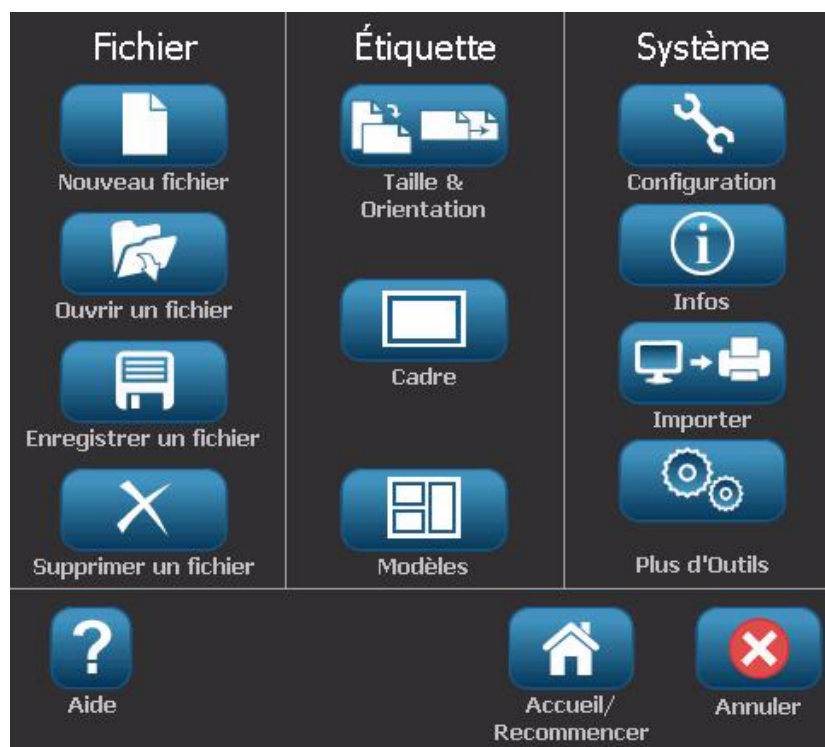 Fichier
Nouveau fichier
Ouvrir un fichier
Enregistrer un fichier
Supprimer un fichier
Étiquette
Taille &
Orientation
Cadre
Modèles
Système
Configuration
Infos
Importer
Plus d'Outils
?
Aide
Accueil/
Recommencer
Annuler